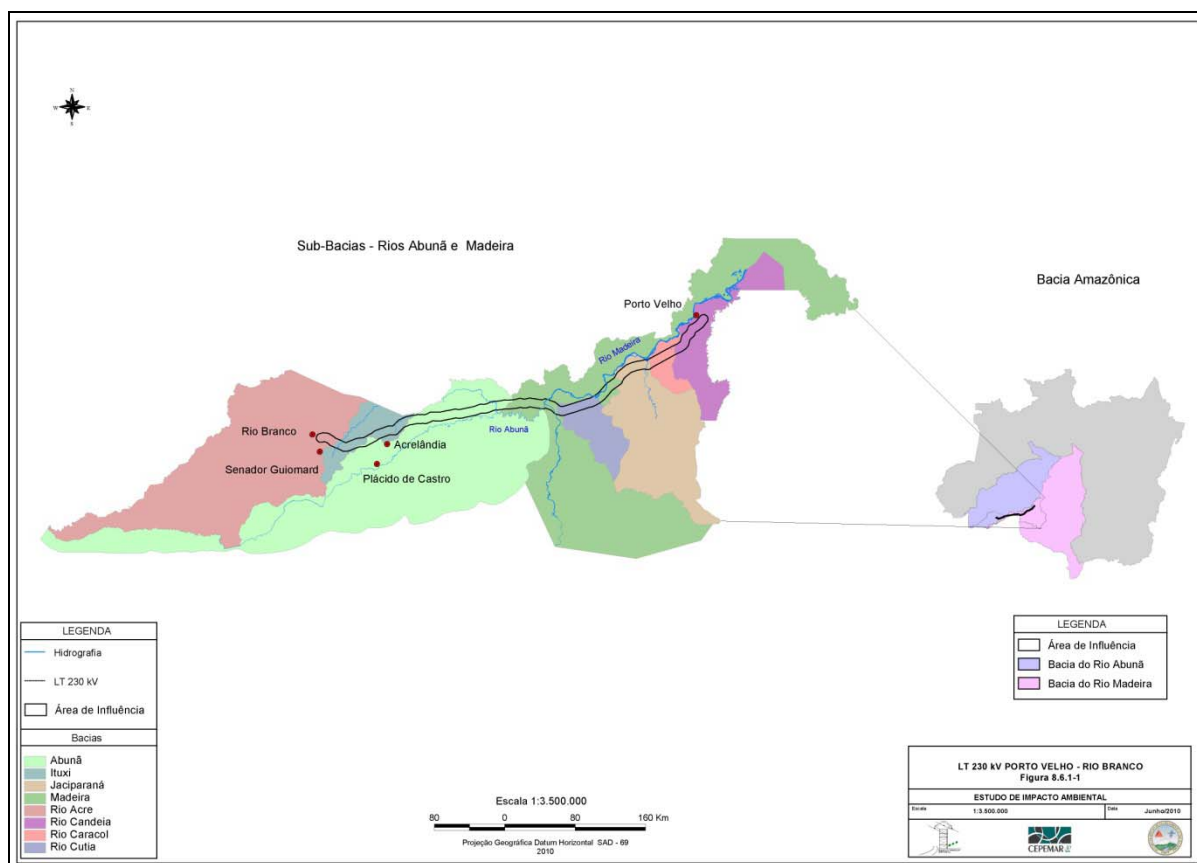 N
W
E
S
Sub-Bacias - Rios Abunã e Madeira
Bacia Amazônica
Porto Velho
Rio Madeira
Rio Branco
Rio Abunã
Acrelândia
Senador Guiomard
Plácido de Castro
LEGENDA
Hidrografia
LT 230 kV
Área de Influência
Bacias
Abunã
Ituxi
Jaciparaná
Madeira
Rio Acre
Rio Candeia
Rio Caracol
Rio Cutia
Escala 1:3.500.000
80 0 80 160 Km
Projeção Geográfica Datum Horizontal SAD - 69
2010
LEGENDA
Área de Influência
Bacia do Rio Abunã
Bacia do Rio Madeira
LT 230 kV PORTO VELHO - RIO BRANCO
Figura 8.6.1-1
ESTUDO DE IMPACTO AMBIENTAL
Escala 1:3.500.000 Data Junho/2010
CEPEMAR